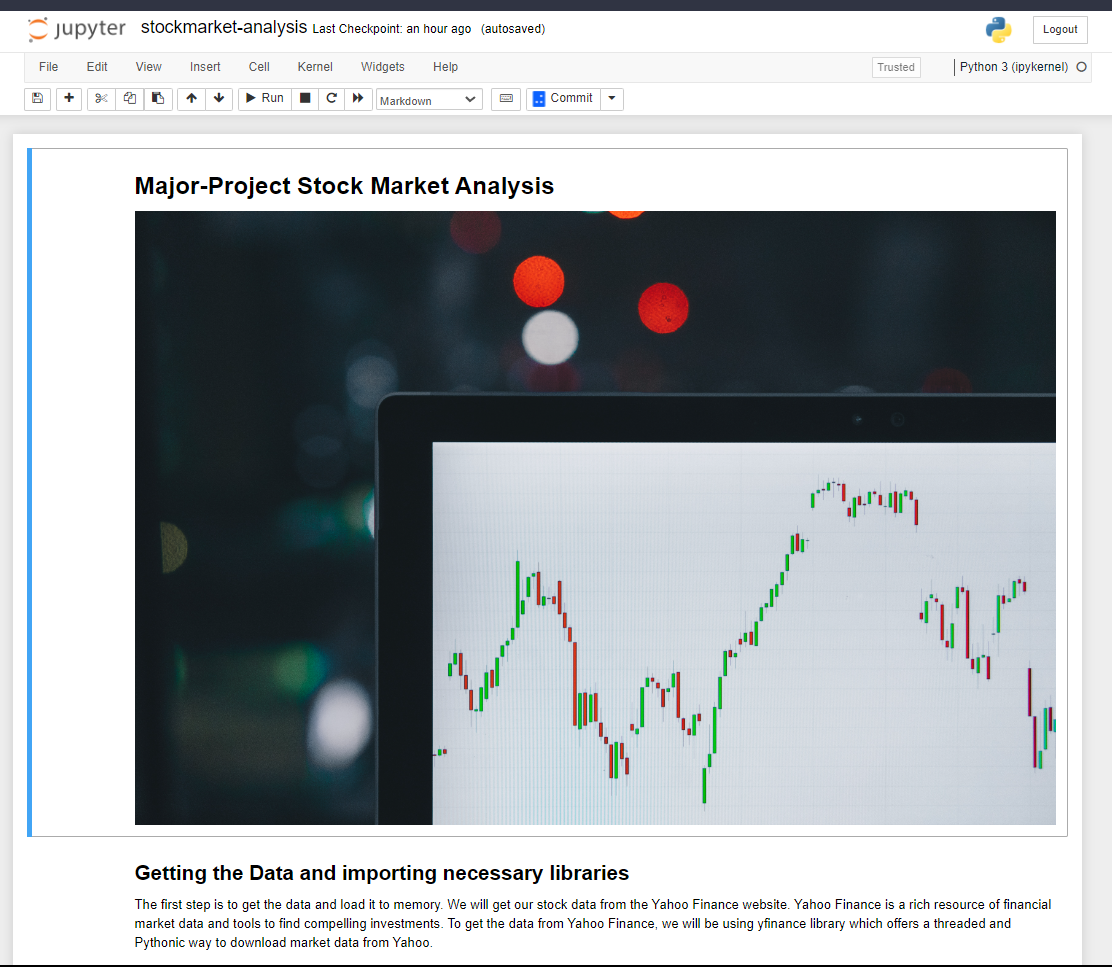 jupyter stockmarket-analysis Last Checkpoint: an hour ago (autosaved) Logout
File Edit View Insert Cell Kernel Widgets Help Trusted Python 3 (ipykernel)
Run Markdown Commit
Major-Project Stock Market Analysis
Getting the Data and importing necessary libraries
The first step is to get the data and load it to memory. We will get our stock data from the Yahoo Finance website. Yahoo Finance is a rich resource of financial
market data and tools to find compelling investments. To get the data from Yahoo Finance, we will be using yfinance library which offers a threaded and
Pythonic way to download market data from Yahoo.